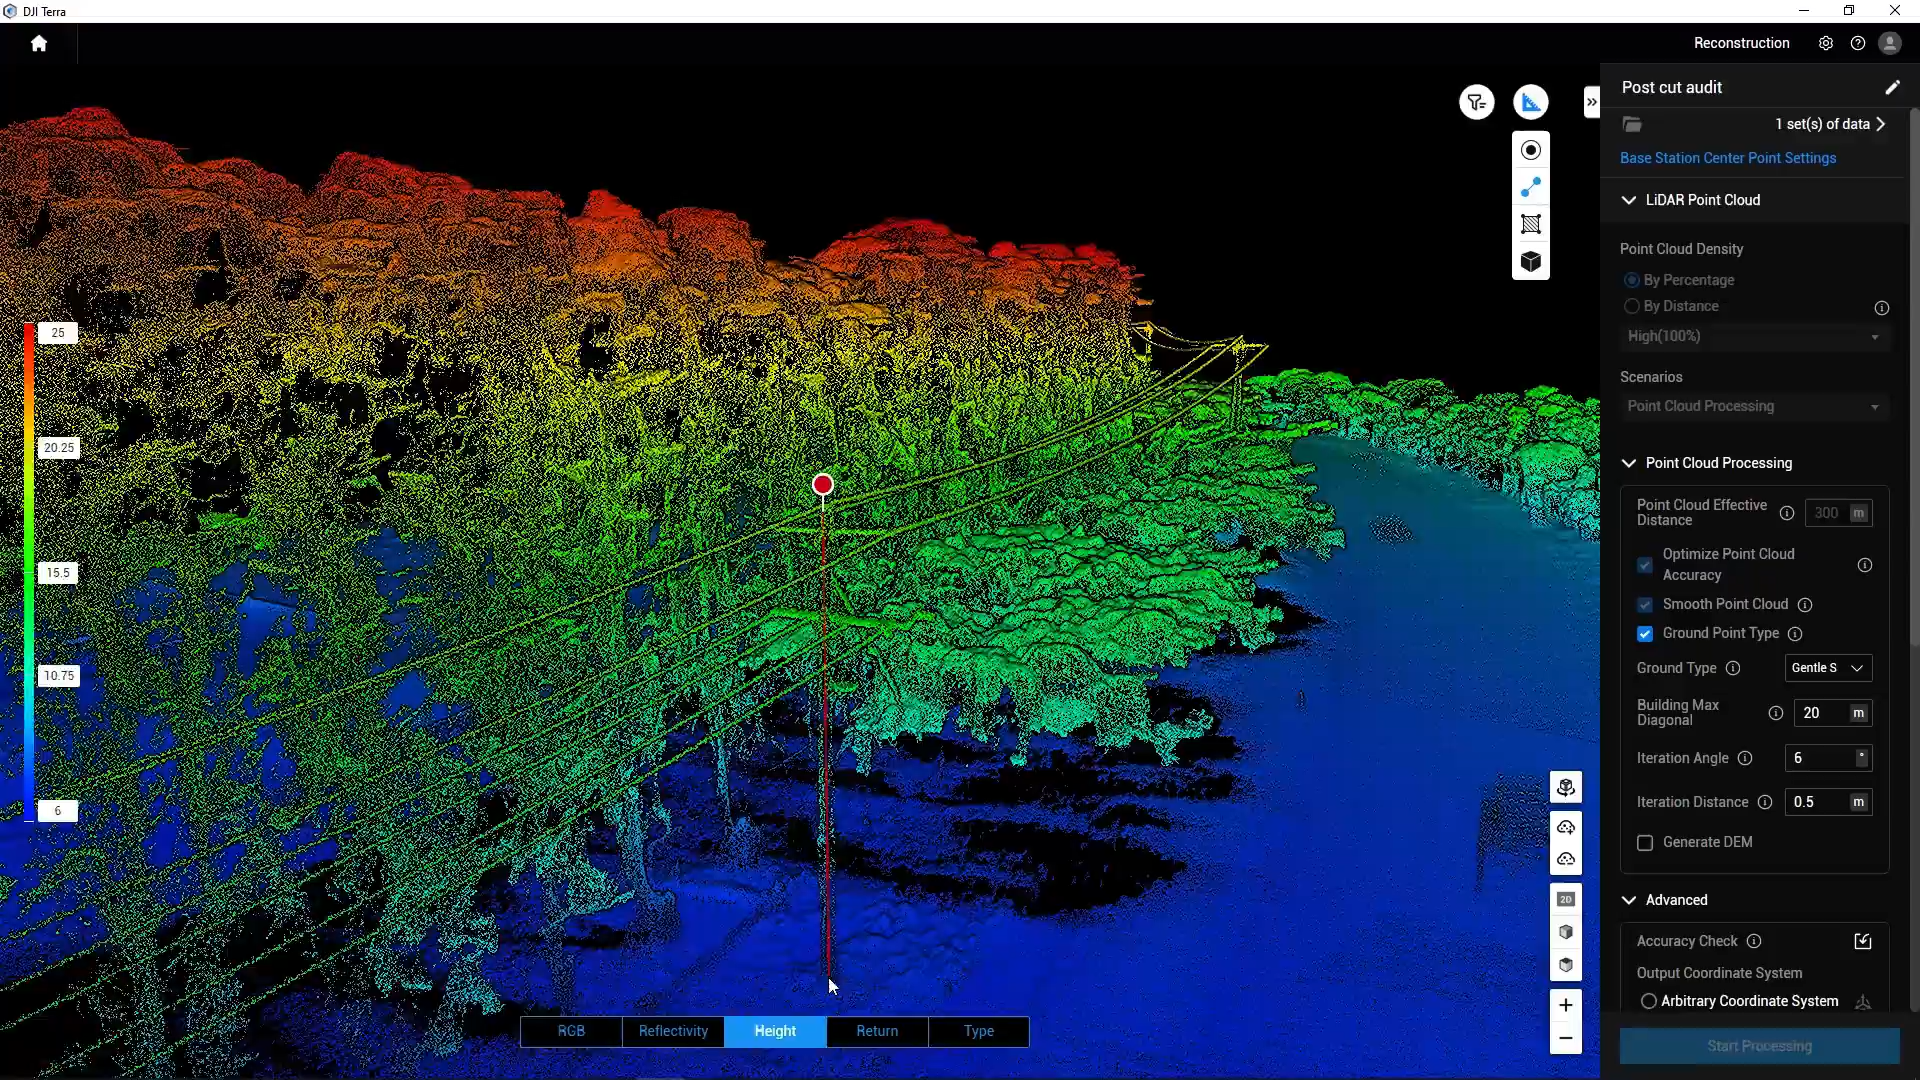 DJI Terra
Reconstruction
Post cut audit
1 set(s) of data
Base Station Center Point Settings
LiDAR Point Cloud
Point Cloud Density
By Percentage
By Distance
High(100%)
Scenarios
Point Cloud Processing
Point Cloud Processing
Point Cloud Effective
Distance
300 m
Optimize Point Cloud
Accuracy
Smooth Point Cloud
Ground Point Type
Ground Type
Gentle S
Building Max
Diagonal
20 m
Iteration Angle
6 °
Iteration Distance
0.5 m
Generate DEM
Advanced
Accuracy Check
Output Coordinate System
Arbitrary Coordinate System
Start Processing
25
20.25
15.5
10.75
6
2D
RGB
Reflectivity
Height
Return
Type